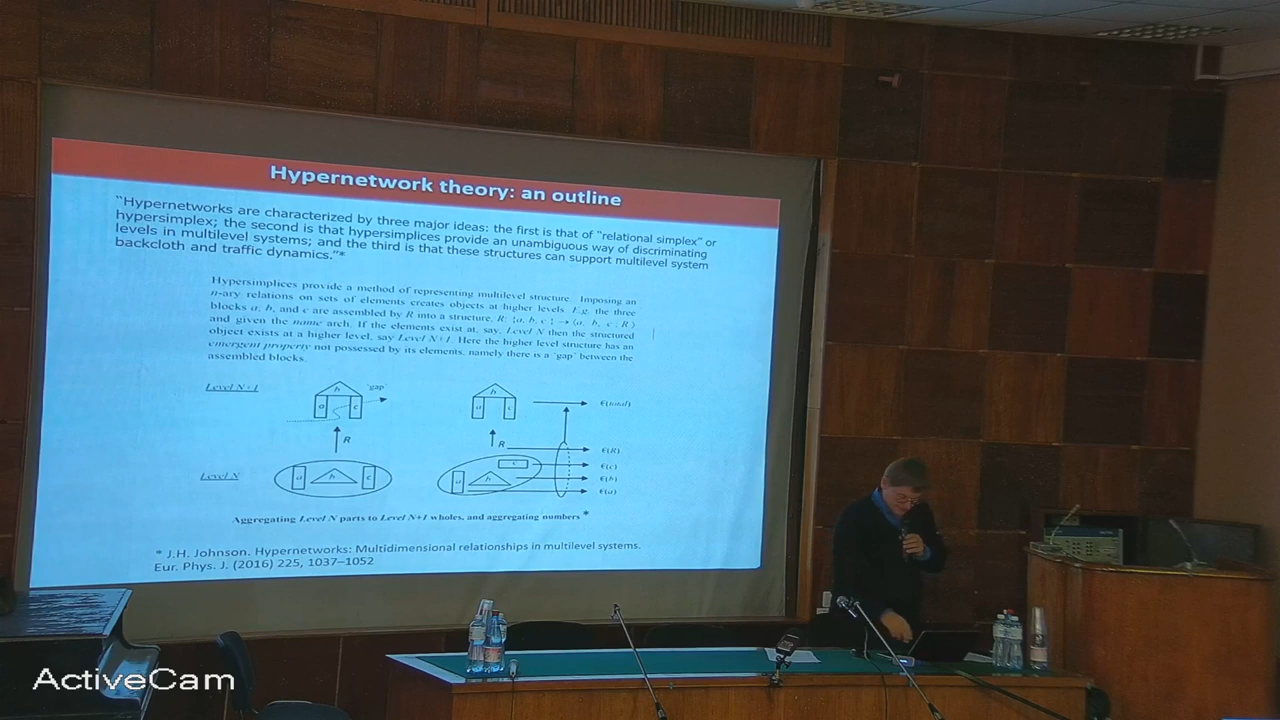 Hypernetwork theory: an outline
"Hypernetworks are characterized by three major ideas: the first is that of "relational simplex" or
hypersimplex; the second is that hypersimplices provide an unambiguous way of discriminating
levels in multilevel systems; and the third is that these structures can support multilevel system
backcloth and traffic dynamics."*
Hypersimplices provide a method of representing multilevel structure. Imposing an
n-ary relations on sets of elements creates objects at higher levels. E.g. the three
blocks a, b, and c are assembled by R into a structure, R: {a, b, c } → ⟨a, b, c ; R⟩
and given the name arch. If the elements exist at, say, Level N then the structured
object exists at a higher level, say Level N+1. Here the higher level structure has an
emergent property not possessed by its elements, namely there is a 'gap' between the
assembled blocks.
Level N+1
b 'gap'
a c
b
a c
€(total)
R
R
€(R)
Level N
a b c
a b c
€(c)
€(b)
€(a)
Aggregating Level N parts to Level N+1 wholes, and aggregating numbers *
* J.H. Johnson. Hypernetworks: Multidimensional relationships in multilevel systems.
Eur. Phys. J. (2016) 225, 1037–1052
ActiveCam